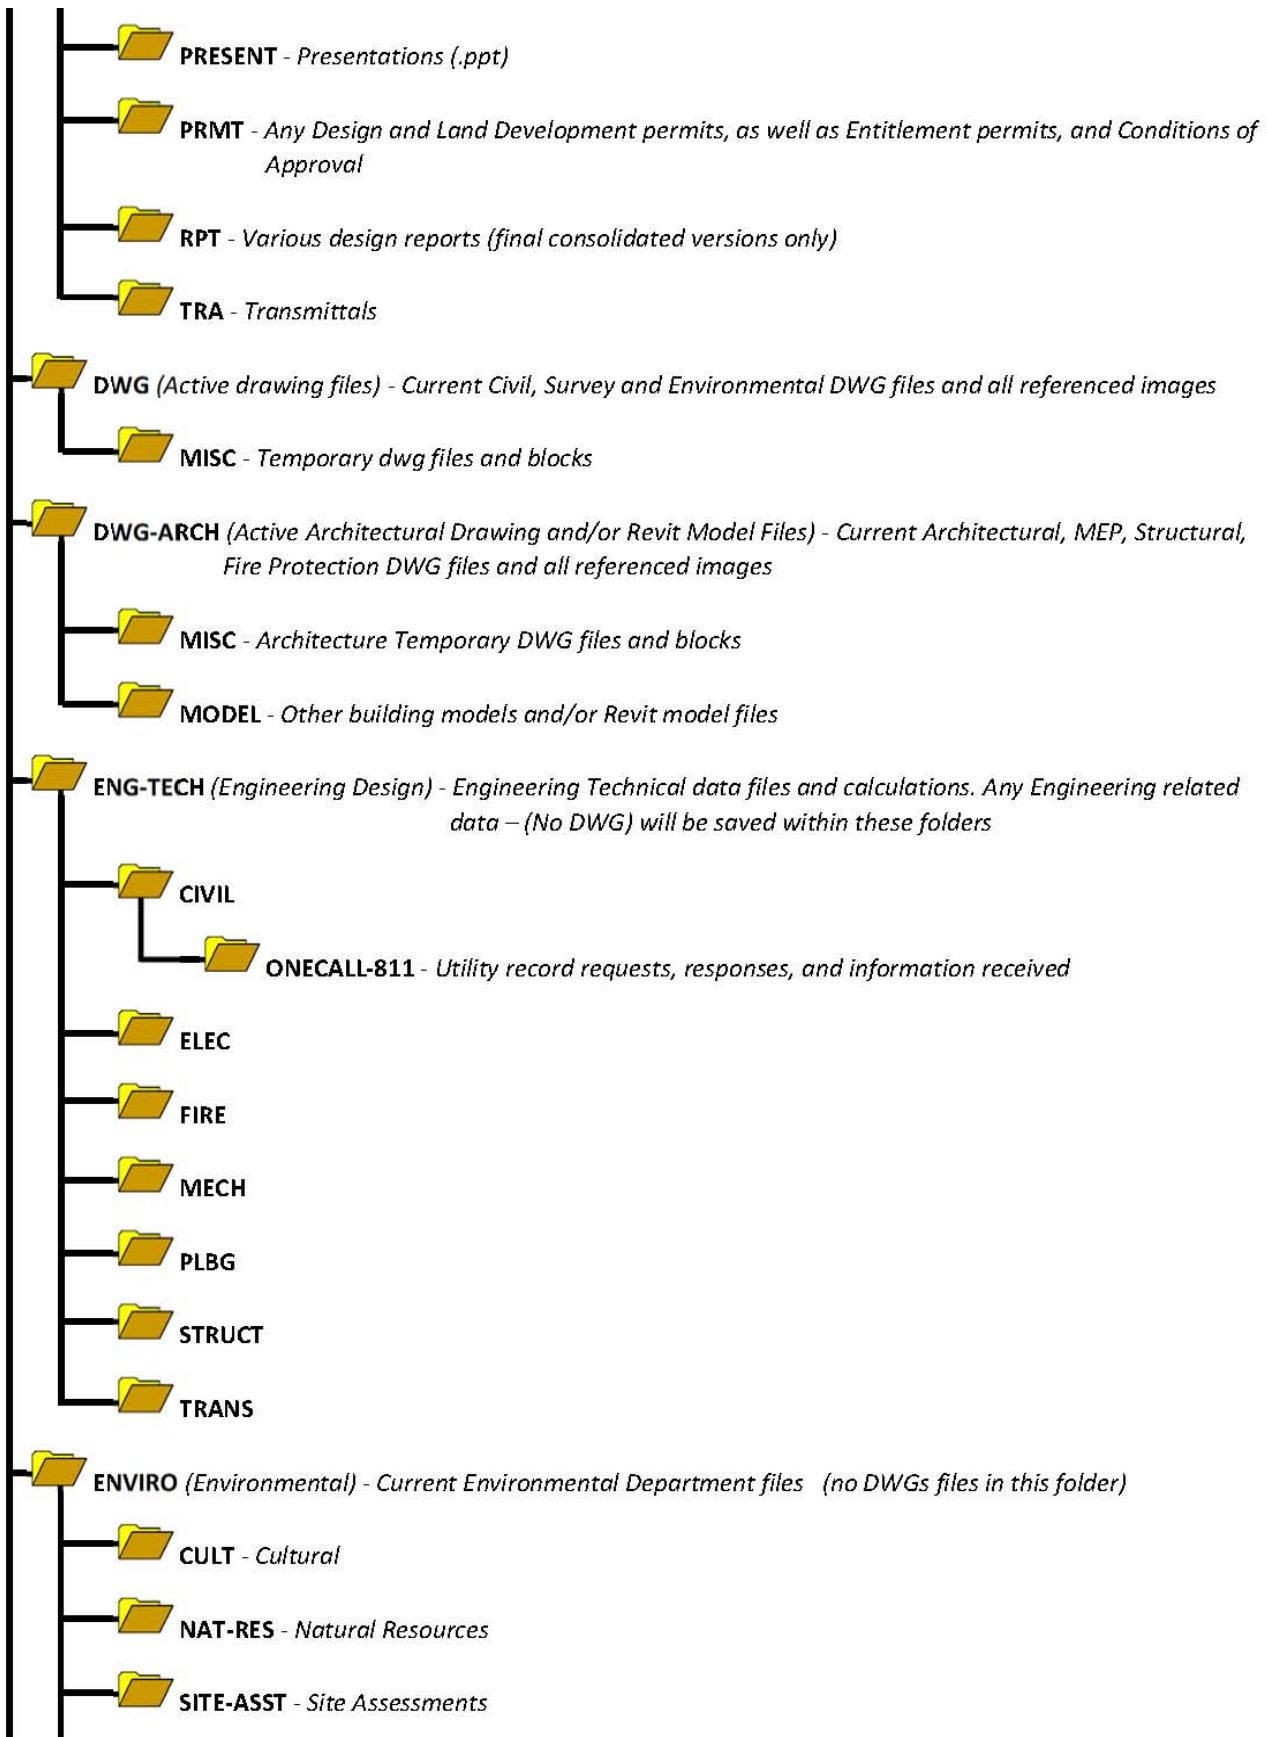 PRESENT - Presentations (.ppt)
PRMT - Any Design and Land Development permits, as well as Entitlement permits, and Conditions of
Approval
RPT - Various design reports (final consolidated versions only)
TRA - Transmittals
DWG (Active drawing files) - Current Civil, Survey and Environmental DWG files and all referenced images
MISC - Temporary dwg files and blocks
DWG-ARCH (Active Architectural Drawing and/or Revit Model Files) - Current Architectural, MEP, Structural,
Fire Protection DWG files and all referenced images
MISC - Architecture Temporary DWG files and blocks
MODEL - Other building models and/or Revit model files
ENG-TECH (Engineering Design) - Engineering Technical data files and calculations. Any Engineering related
data – (No DWG) will be saved within these folders
CIVIL
ONECALL-811 - Utility record requests, responses, and information received
ELEC
FIRE
MECH
PLBG
STRUCT
TRANS
ENVIRO (Environmental) - Current Environmental Department files (no DWGs files in this folder)
CULT - Cultural
NAT-RES - Natural Resources
SITE-ASST - Site Assessments